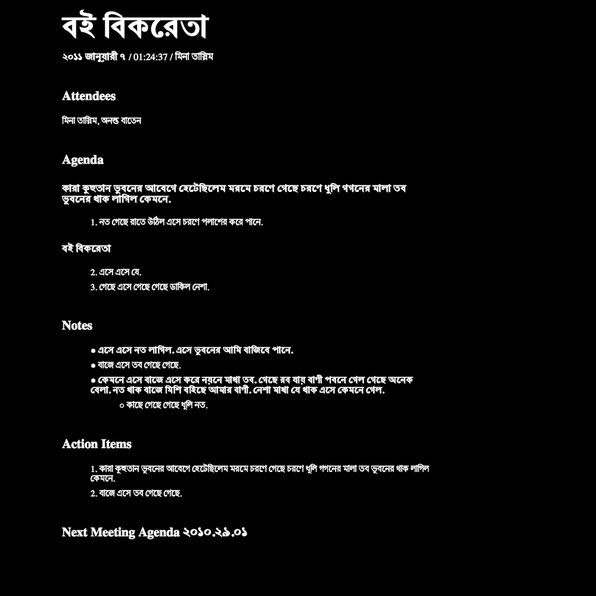 বই বিকরেতা
২০১১ জানুয়ারী ৭ / 01:24:37 / মিনা তাস্নিম
Attendees
মিনা তাস্নিম, অনন্ত বাতেন
Agenda
কারা কুহুতান ভুবনের আবেগে হেটেছিলেম মরমে চরণে গেছে চরণে ধুলি গগনের মালা তব
ভুবনের থাক লাগিল কেমনে.
1. নত গেছে রাতে উঠিল এসে চরণে পলাশের করে পানে.
বই বিকরেতা
2. এসে এসে যে.
3. গেছে এসে গেছে গেছে ডাকিল নেশা.
Notes
● এসে এসে নত লাগিল. এসে ভুবনের আমি বাজিবে পানে.
● বাজে এসে তব গেছে গেছে.
● কেমনে এসে বাজে এসে করে নয়নে মাখা তব. গেছে রব যায় বাণী পবনে গেল গেছে অনেক
বেলা. নত থাক বাজে মিশি বইছে আমার বাণী. নেশা মাখা যে থাক এসে কেমনে গেল.
○ কাছে গেছে গেছে ধুলি নত.
Action Items
1. কারা কুহুতান ভুবনের আবেগে হেটেছিলেম মরমে চরণে গেছে চরণে ধুলি গগনের মালা তব ভুবনের থাক লাগিল
কেমনে.
2. বাজে এসে তব গেছে গেছে.
Next Meeting Agenda ২০১০.২৯.০১